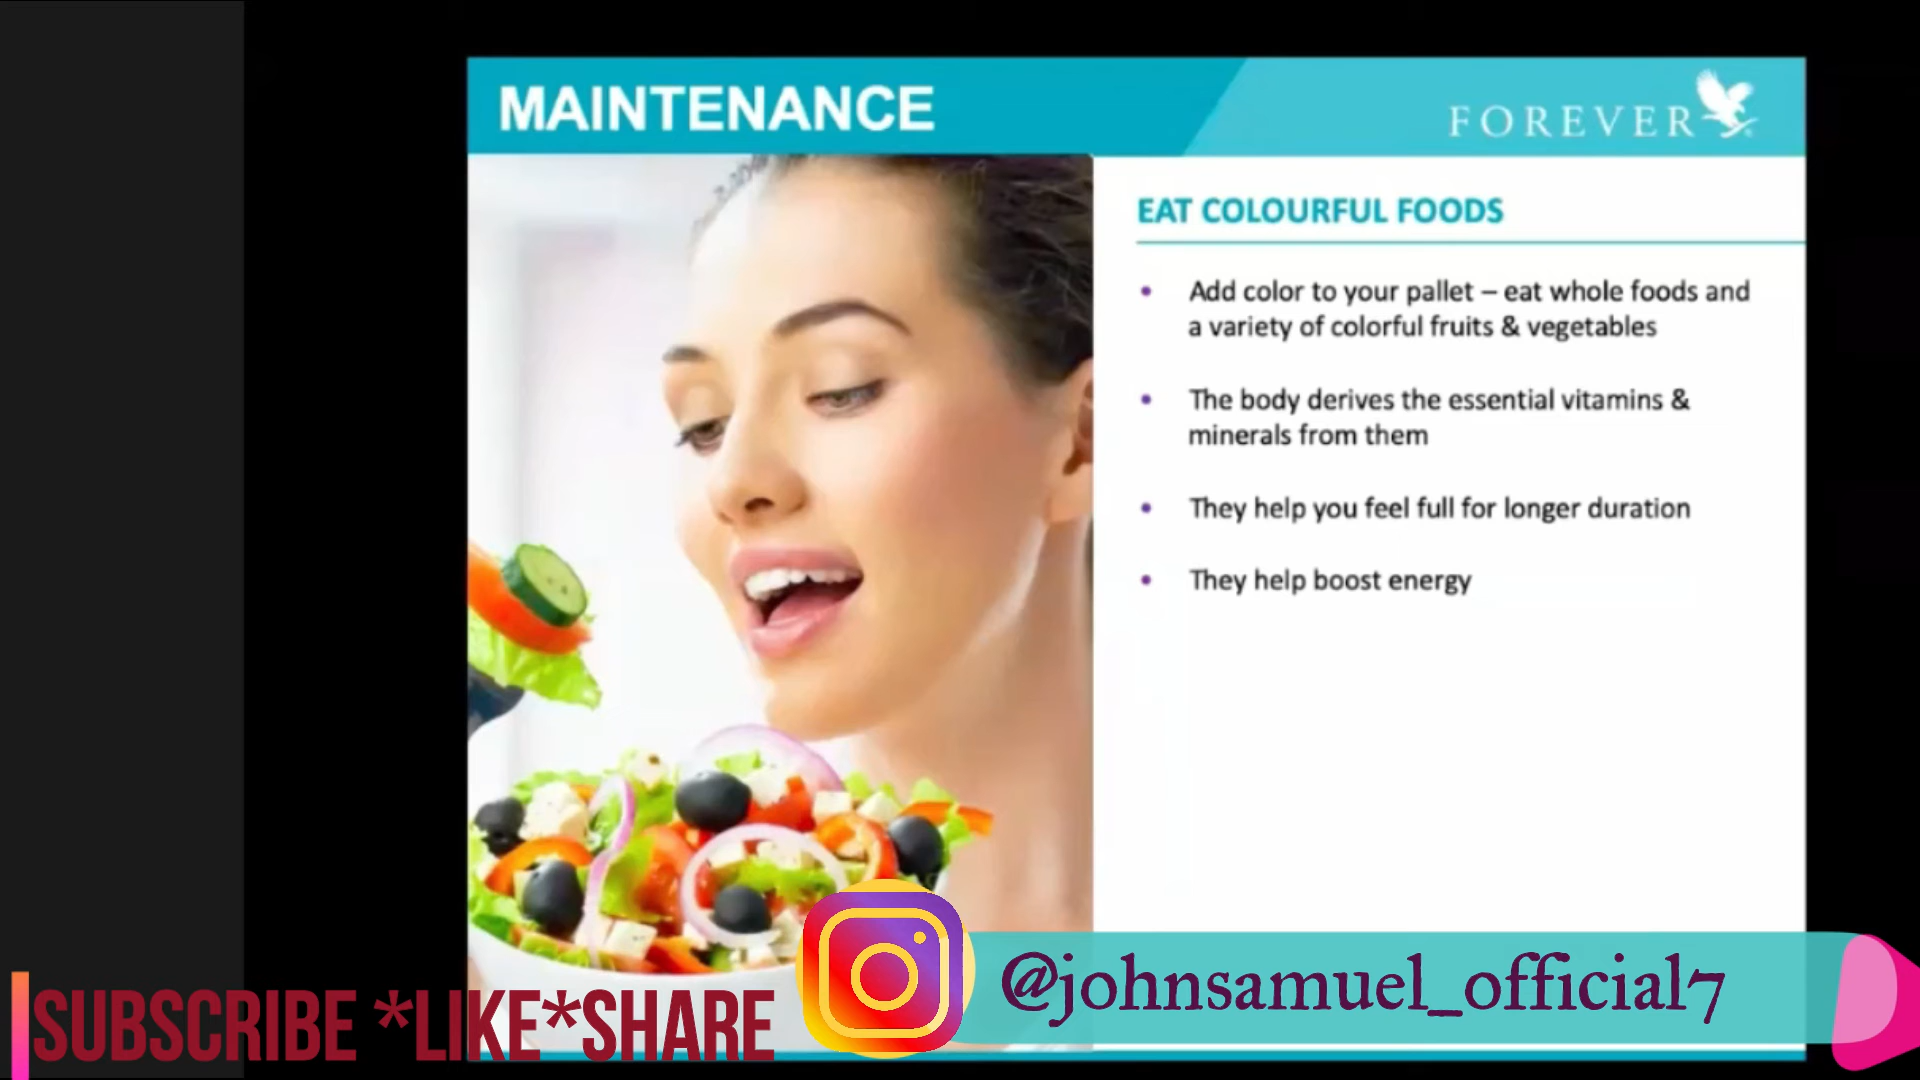 MAINTENANCE
FOREVER
EAT COLOURFUL FOODS
• Add color to your pallet – eat whole foods and
a variety of colorful fruits & vegetables
• The body derives the essential vitamins &
minerals from them
• They help you feel full for longer duration
• They help boost energy
@johnsamuel_official7
SUBSCRIBE *LIKE*SHARE